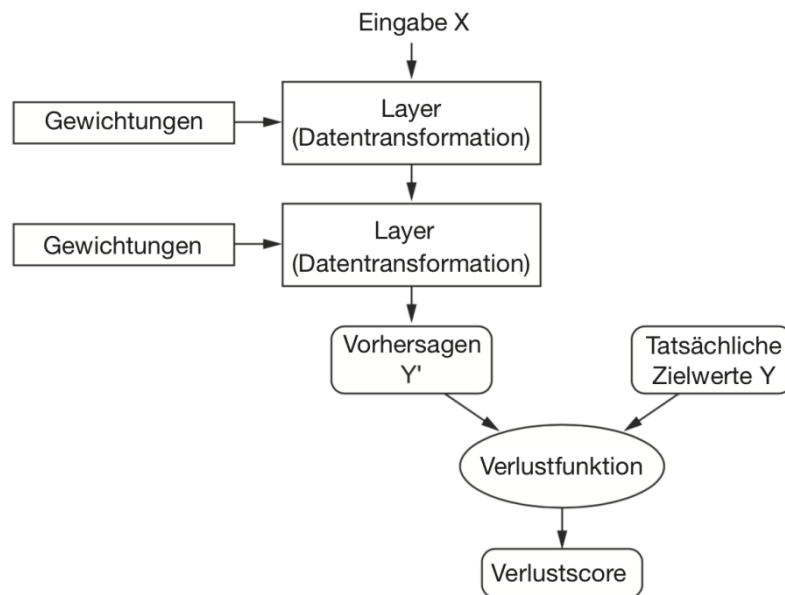 Eingabe X
Gewichtungen
Layer
(Datentransformation)
Gewichtungen
Layer
(Datentransformation)
Vorhersagen
Y'
Tatsächliche
Zielwerte Y
Verlustfunktion
Verlustscore